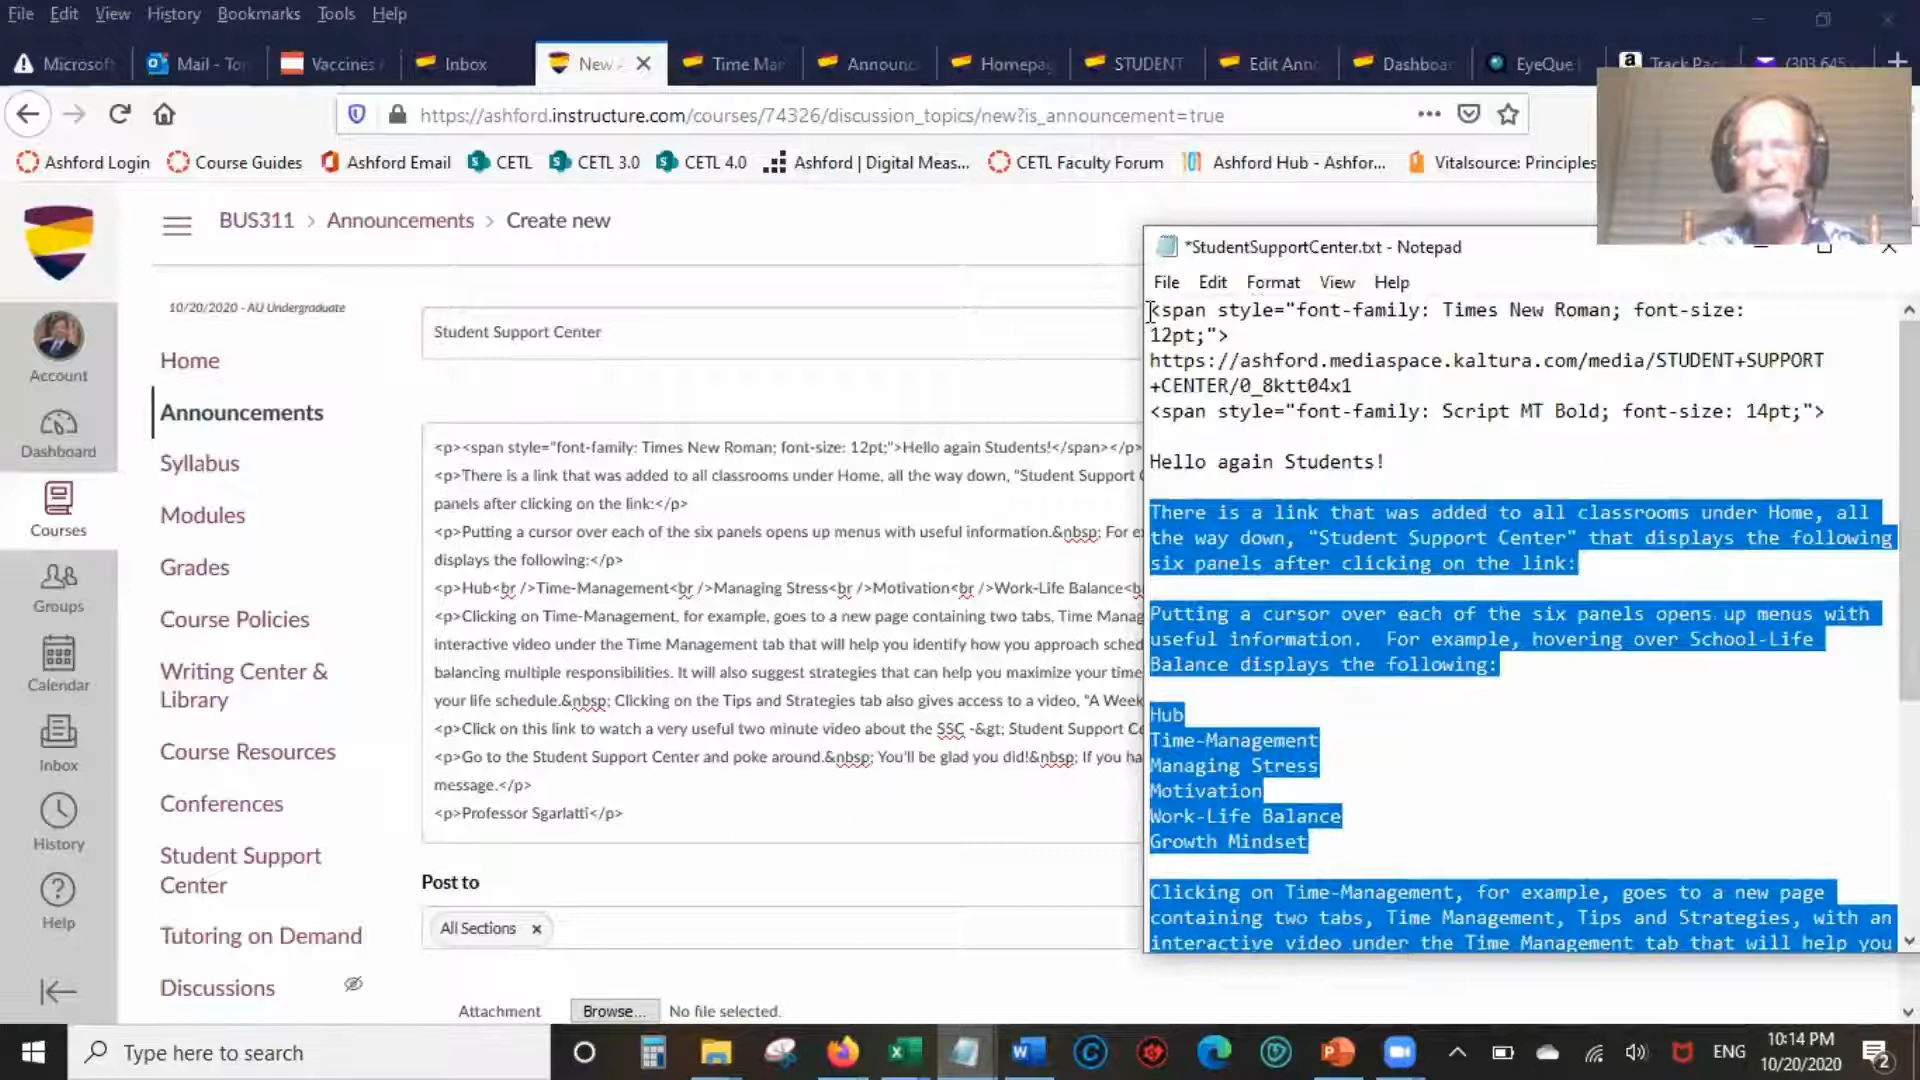 File Edit View History Bookmarks Tools Help
Microsof Mail - Ton Vaccines Inbox New A Time Man Announc Homepag STUDENT Edit Anno Dashboar EyeQue Track Pac (303,645
https://ashford.instructure.com/courses/74326/discussion_topics/new?is_announcement=true
Ashford Login Course Guides Ashford Email CETL CETL 3.0 CETL 4.0 Ashford | Digital Meas... CETL Faculty Forum Ashford Hub - Ashfor... Vitalsource: Principles
BUS311 > Announcements > Create new
10/20/2020 - AU Undergraduate
Account
Dashboard
Courses
Groups
Calendar
Inbox
History
Help
Home
Announcements
Syllabus
Modules
Grades
Course Policies
Writing Center &
Library
Course Resources
Conferences
Student Support
Center
Tutoring on Demand
Discussions
Student Support Center
<p><span style="font-family: Times New Roman; font-size: 12pt;">Hello again Students!</span></p>
<p>There is a link that was added to all classrooms under Home, all the way down, "Student Support C
panels after clicking on the link:</p>
<p>Putting a cursor over each of the six panels opens up menus with useful information.&nbsp; For ex
displays the following:</p>
<p>Hub<br />Time-Management<br />Managing Stress<br />Motivation<br />Work-Life Balance<br
<p>Clicking on Time-Management, for example, goes to a new page containing two tabs, Time Manag
interactive video under the Time Management tab that will help you identify how you approach sched
balancing multiple responsibilities. It will also suggest strategies that can help you maximize your time
your life schedule.&nbsp; Clicking on the Tips and Strategies tab also gives access to a video, "A Week
<p>Click on this link to watch a very useful two minute video about the SSC -&gt; Student Support Ce
<p>Go to the Student Support Center and poke around.&nbsp; You'll be glad you did!&nbsp; If you ha
message.</p>
<p>Professor Sgarlatti</p>
Post to
All Sections ×
Attachment Browse... No file selected.
*StudentSupportCenter.txt - Notepad
File Edit Format View Help
<span style="font-family: Times New Roman; font-size:
12pt;">
https://ashford.mediaspace.kaltura.com/media/STUDENT+SUPPORT
+CENTER/0_8ktt04x1
<span style="font-family: Script MT Bold; font-size: 14pt;">
Hello again Students!
There is a link that was added to all classrooms under Home, all
the way down, "Student Support Center" that displays the following
six panels after clicking on the link:
Putting a cursor over each of the six panels opens up menus with
useful information.  For example, hovering over School-Life
Balance displays the following:
Hub
Time-Management
Managing Stress
Motivation
Work-Life Balance
Growth Mindset
Clicking on Time-Management, for example, goes to a new page
containing two tabs, Time Management, Tips and Strategies, with an
interactive video under the Time Management tab that will help you
Type here to search
ENG
10:14 PM
10/20/2020
2